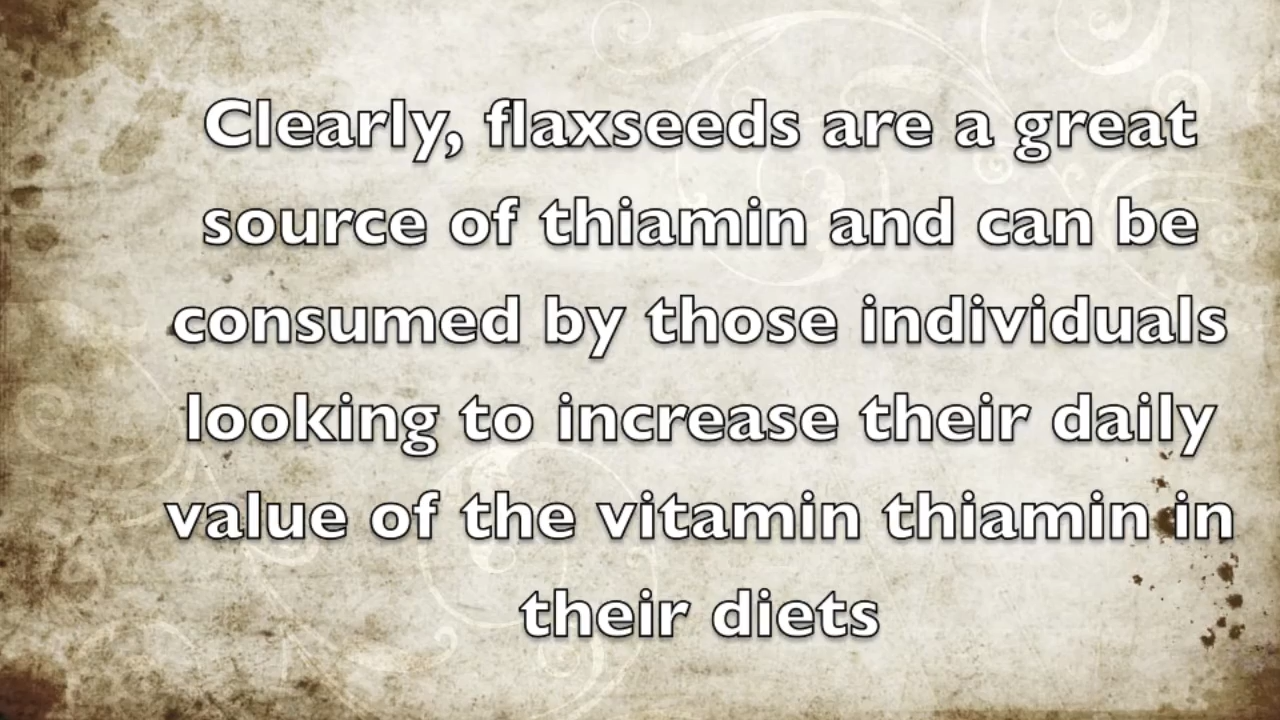 Clearly, flaxseeds are a great
source of thiamin and can be
consumed by those individuals
looking to increase their daily
value of the vitamin thiamin in
their diets